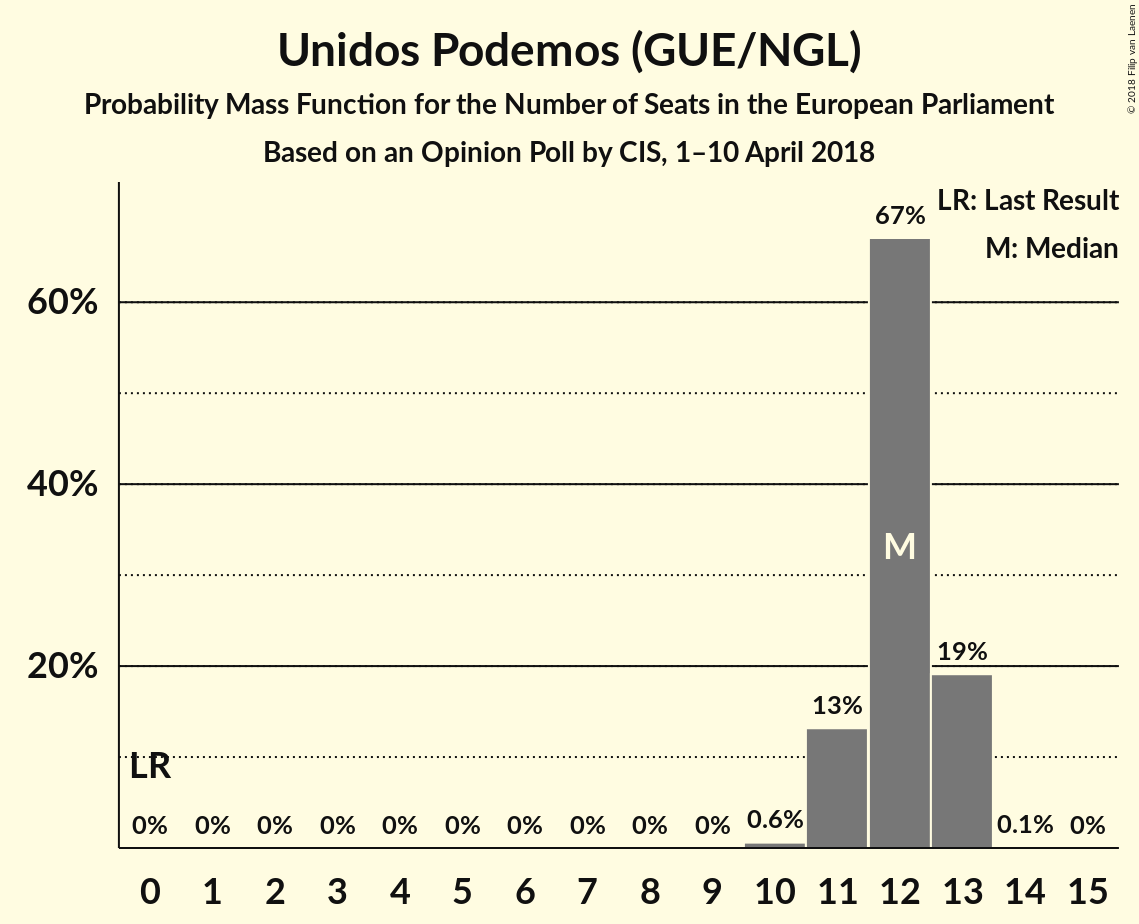 Unidos Podemos (GUE/NGL)
Probability Mass Function for the Number of Seats in the European Parliament
Based on an Opinion Poll by CIS, 1–10 April 2018
© 2018 Filip van Laenen
LR: Last Result
M: Median
60%
40%
20%
67%
M
19%
13%
LR
0% 0% 0% 0% 0% 0% 0% 0% 0% 0% 0.6% 0.1% 0%
0 1 2 3 4 5 6 7 8 9 10 11 12 13 14 15